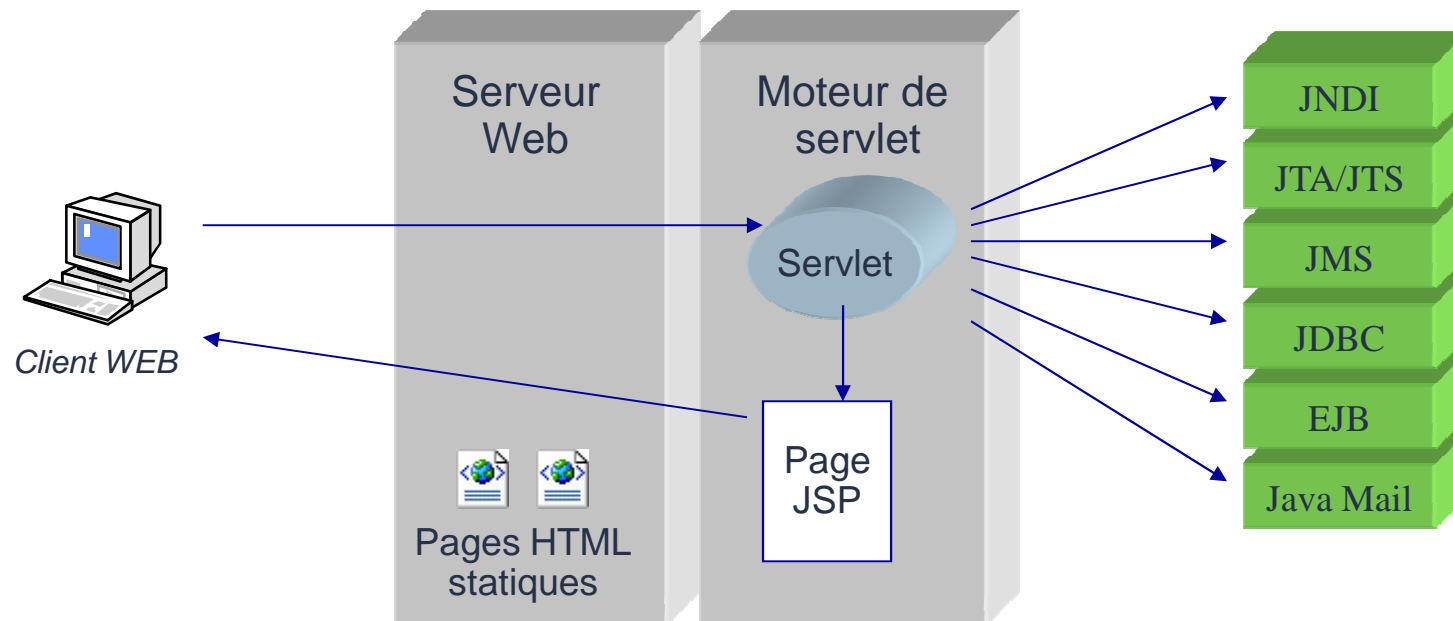 Serveur
Web
Moteur de
servlet
Servlet
Client WEB
Page
JSP
Pages HTML
statiques
JNDI
JTA/JTS
JMS
JDBC
EJB
Java Mail